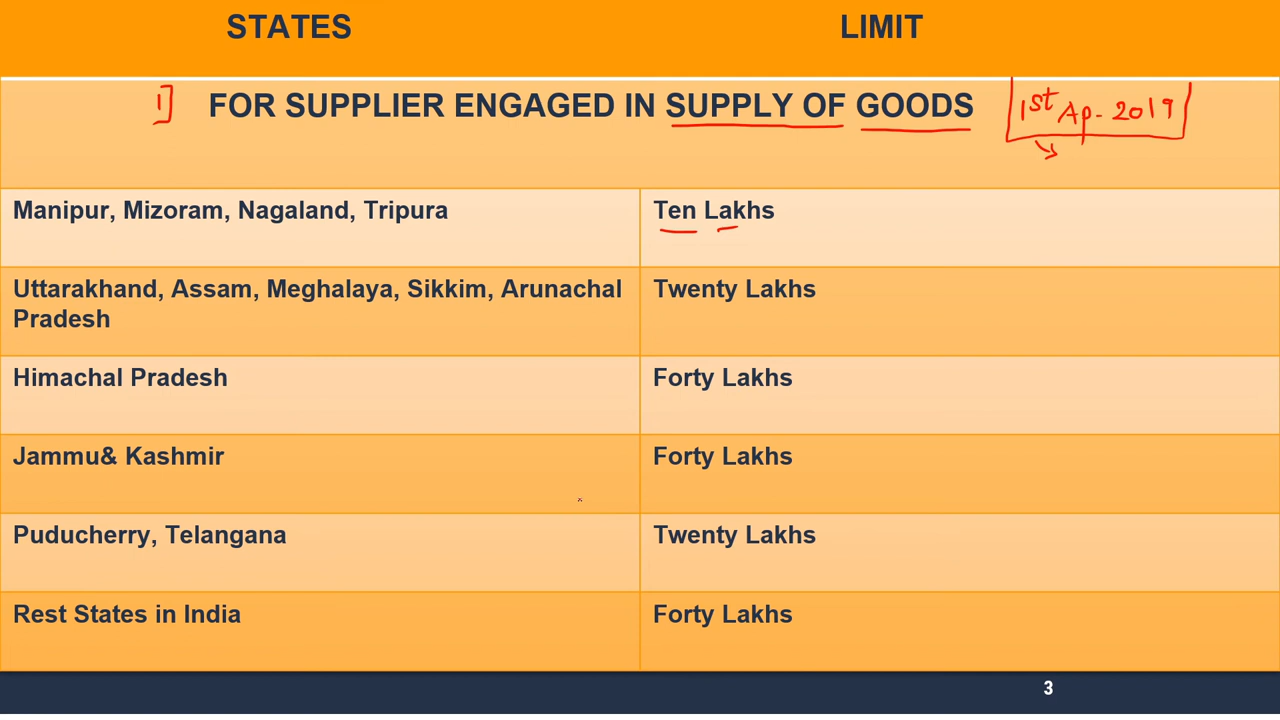 STATES LIMIT
1] FOR SUPPLIER ENGAGED IN SUPPLY OF GOODS 1st Ap. 2019
Manipur, Mizoram, Nagaland, Tripura Ten Lakhs
Uttarakhand, Assam, Meghalaya, Sikkim, Arunachal Twenty Lakhs
Pradesh
Himachal Pradesh Forty Lakhs
Jammu& Kashmir Forty Lakhs
Puducherry, Telangana Twenty Lakhs
Rest States in India Forty Lakhs
3